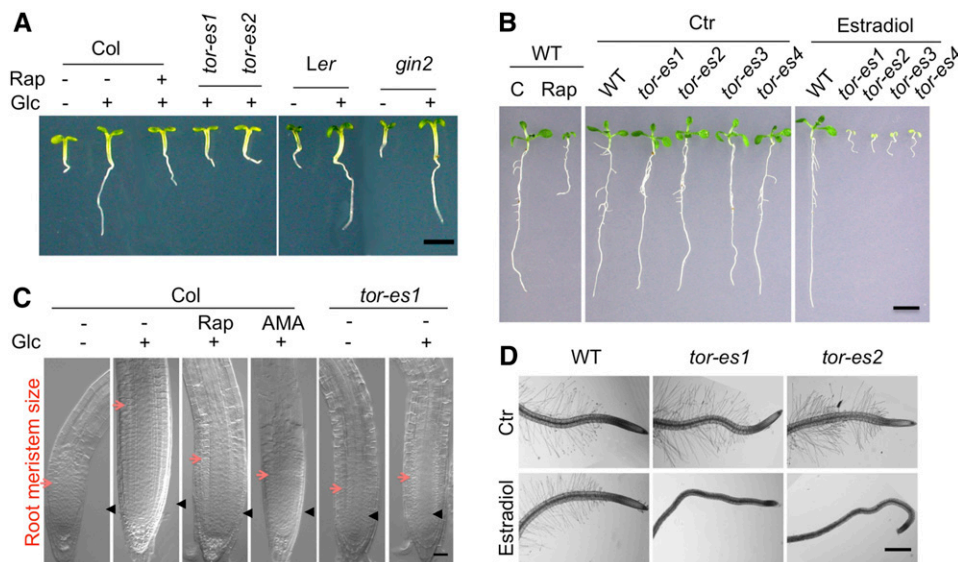 A
Col
tor-es1
tor-es2
Ler
gin2
Rap - - +
Glc - + + + + - + - +
B
WT
Ctr
Estradiol
C Rap WT tor-es1 tor-es2 tor-es3 tor-es4 WT tor-es1 tor-es2 tor-es3 tor-es4
C
Col
tor-es1
- - Rap AMA - -
Glc - + + + - +
Root meristem size
D
WT tor-es1 tor-es2
Ctr
Estradiol